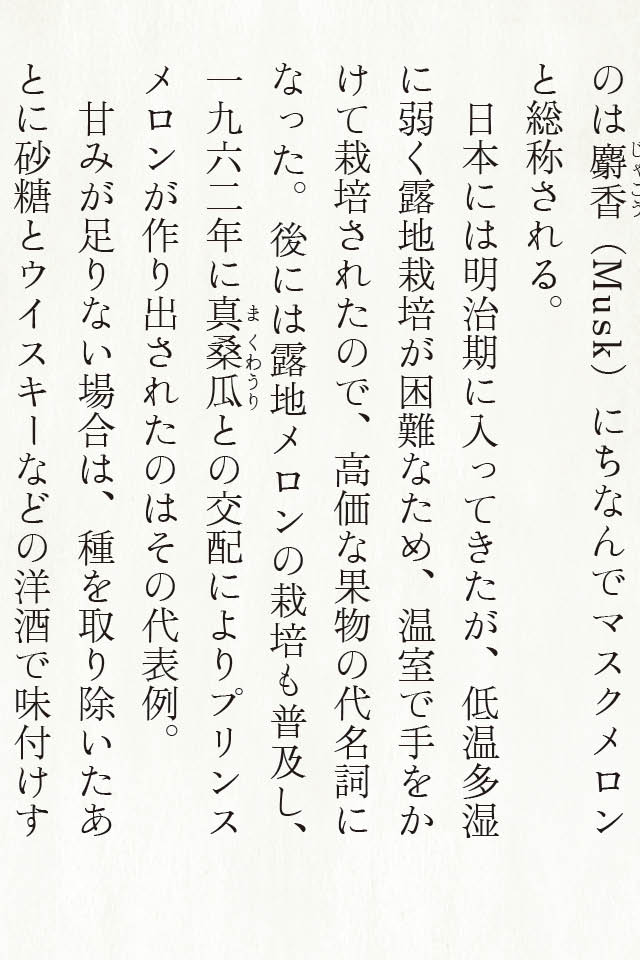 のは麝香（Musk）にちなんでマスクメロン
と総称される。
　日本には明治期に入ってきたが、低温多湿
に弱く露地栽培が困難なため、温室で手をか
けて栽培されたので、高価な果物の代名詞に
なった。後には露地メロンの栽培も普及し、
一九六二年に真桑瓜との交配によりプリンス
メロンが作り出されたのはその代表例。
　甘みが足りない場合は、種を取り除いたあ
とに砂糖とウイスキーなどの洋酒で味付けす